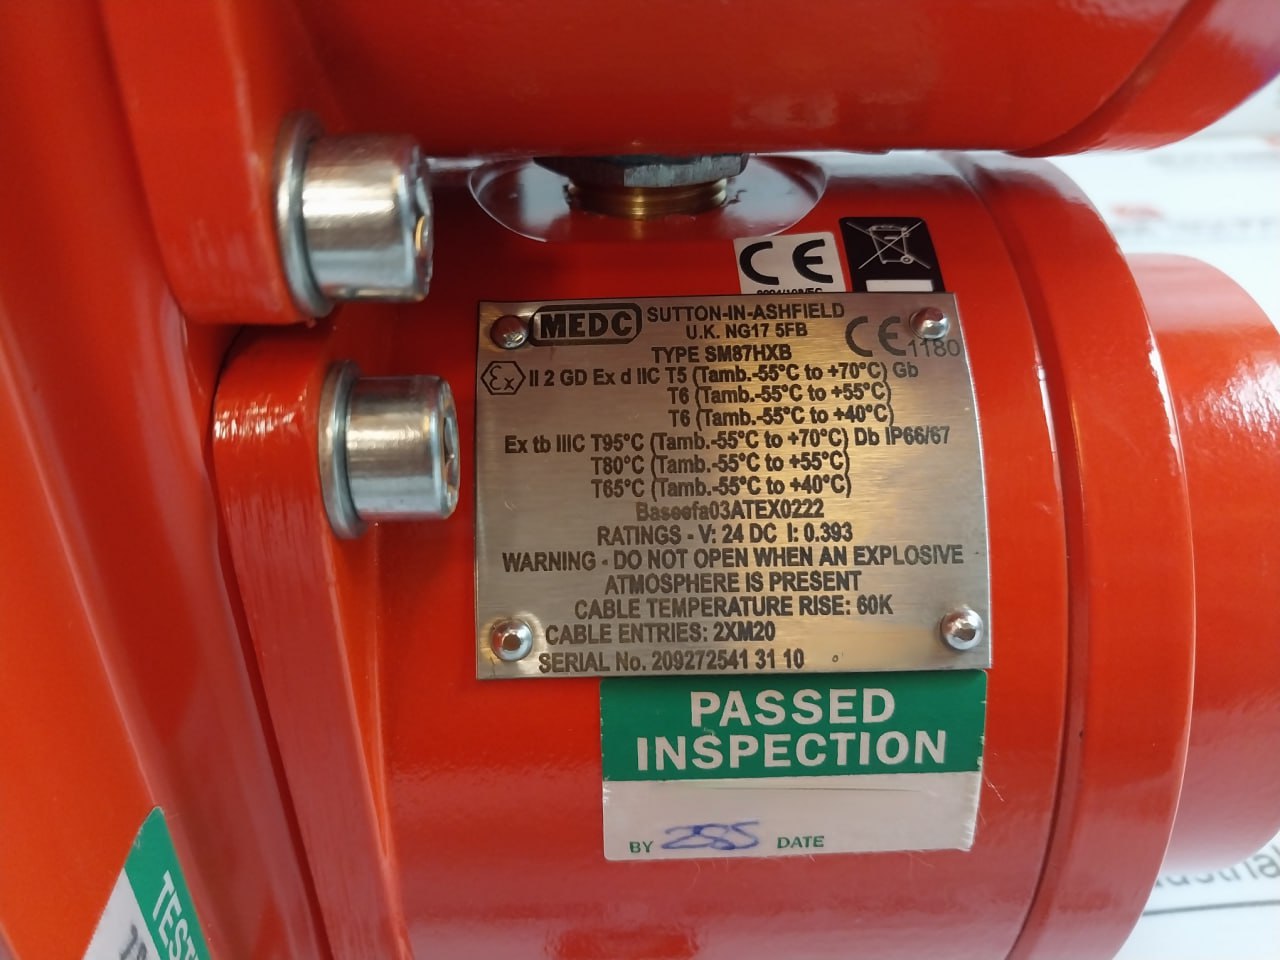 CE
MEDC SUTTON-IN-ASHFIELD
U.K. NG17 5FB
CE 1180
TYPE SM87HXB
Ex II 2 GD Ex d IIC T5 (Tamb.-55°C to +70°C) Gb
T6 (Tamb.-55°C to +55°C)
T6 (Tamb.-55°C to +40°C)
Ex tb IIIC T95°C (Tamb.-55°C to +70°C) Db IP66/67
T80°C (Tamb.-55°C to +55°C)
T65°C (Tamb.-55°C to +40°C)
Baseefa03ATEX0222
RATINGS - V: 24 DC I: 0.393
WARNING - DO NOT OPEN WHEN AN EXPLOSIVE
ATMOSPHERE IS PRESENT
CABLE TEMPERATURE RISE: 60K
CABLE ENTRIES: 2XM20
SERIAL No. 209272541 31 10
PASSED
INSPECTION
BY 285 DATE